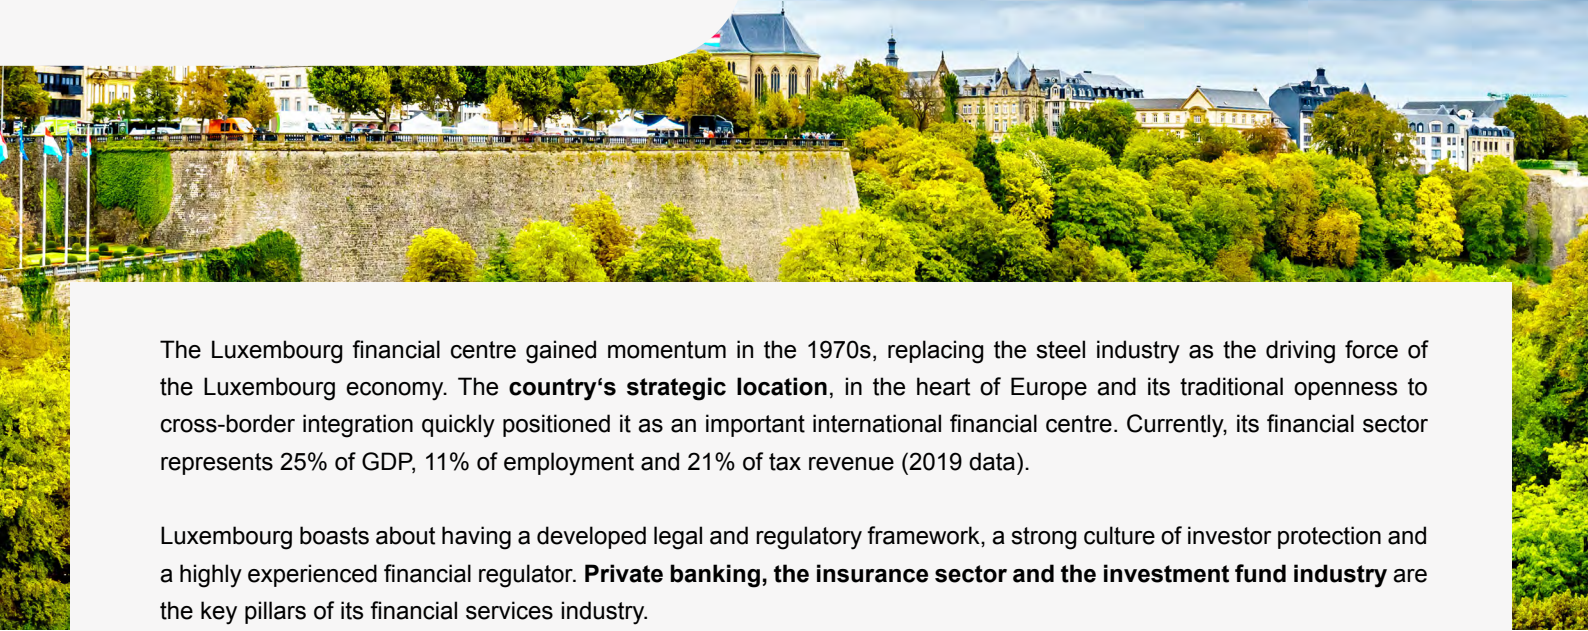 The Luxembourg financial centre gained momentum in the 1970s, replacing the steel industry as the driving force of
the Luxembourg economy. The country‘s strategic location, in the heart of Europe and its traditional openness to
cross-border integration quickly positioned it as an important international financial centre. Currently, its financial sector
represents 25% of GDP, 11% of employment and 21% of tax revenue (2019 data).
Luxembourg boasts about having a developed legal and regulatory framework, a strong culture of investor protection and
a highly experienced financial regulator. Private banking, the insurance sector and the investment fund industry are
the key pillars of its financial services industry.